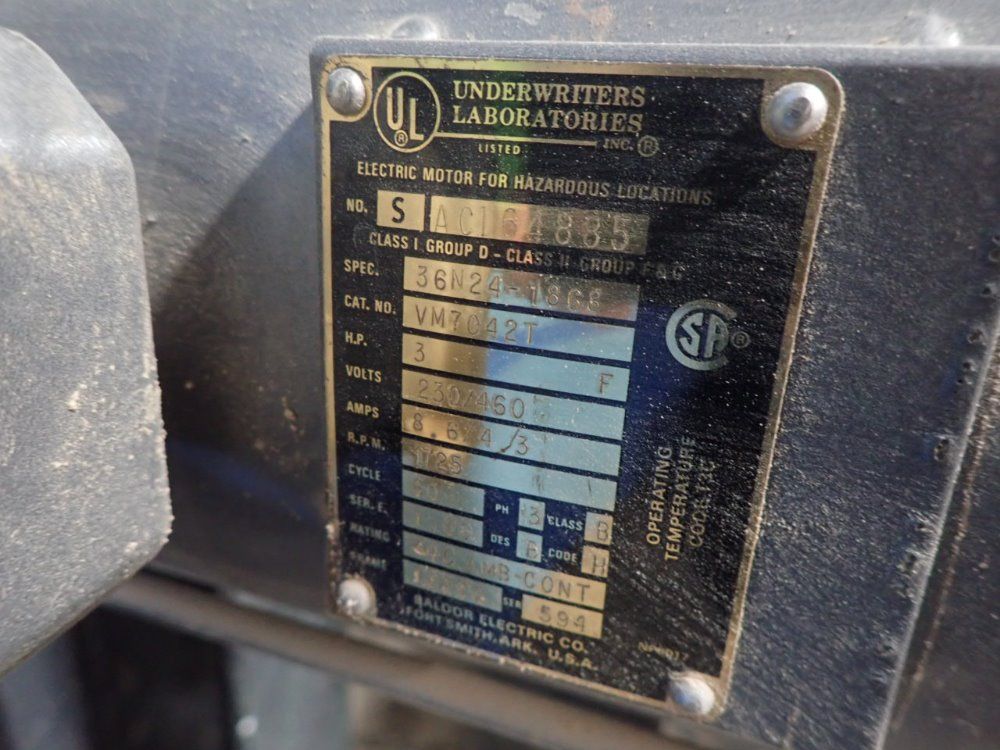 UL ® UNDERWRITERS
LABORATORIES
INC. ®
LISTED
ELECTRIC MOTOR FOR HAZARDOUS LOCATIONS
NO. S AC164885
CLASS I GROUP D - CLASS II GROUP F & G
SPEC. 36N24-18G8
CAT. NO. VM7042T
H.P. 3 F
VOLTS 230/460
AMPS 8.6/4.3
R.P.M. 1725
CYCLE PH 3 CLASS B
SER. F. DES B CODE H
RATING 40C AMB-CONT
FRAME SER 594
BALDOR ELECTRIC CO.
FORT SMITH, ARK. U.S.A.
SA ®
OPERATING
TEMPERATURE
CODE